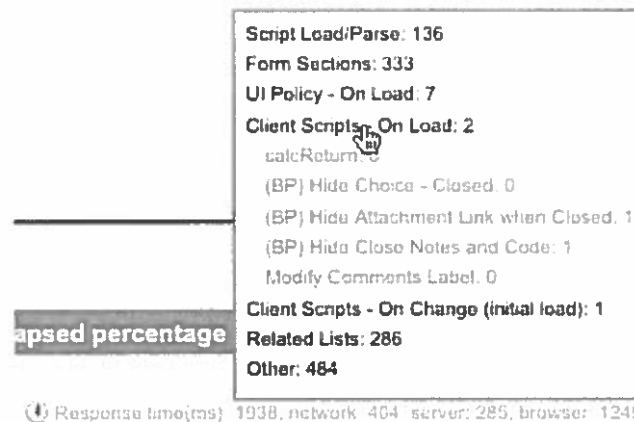 Script Load/Parse: 136
Form Sections: 333
UI Policy - On Load: 7
Client Scripts - On Load: 2
calcReturn: 0
(BP) Hide Choice - Closed: 0
(BP) Hide Attachment Link when Closed: 1
(BP) Hide Close Notes and Code: 1
Modify Comments Label: 0
Client Scripts - On Change (initial load): 1
apsed percentage
Related Lists: 286
Other: 484
Response time(ms): 1938, network: 404, server: 285, browser: 1249